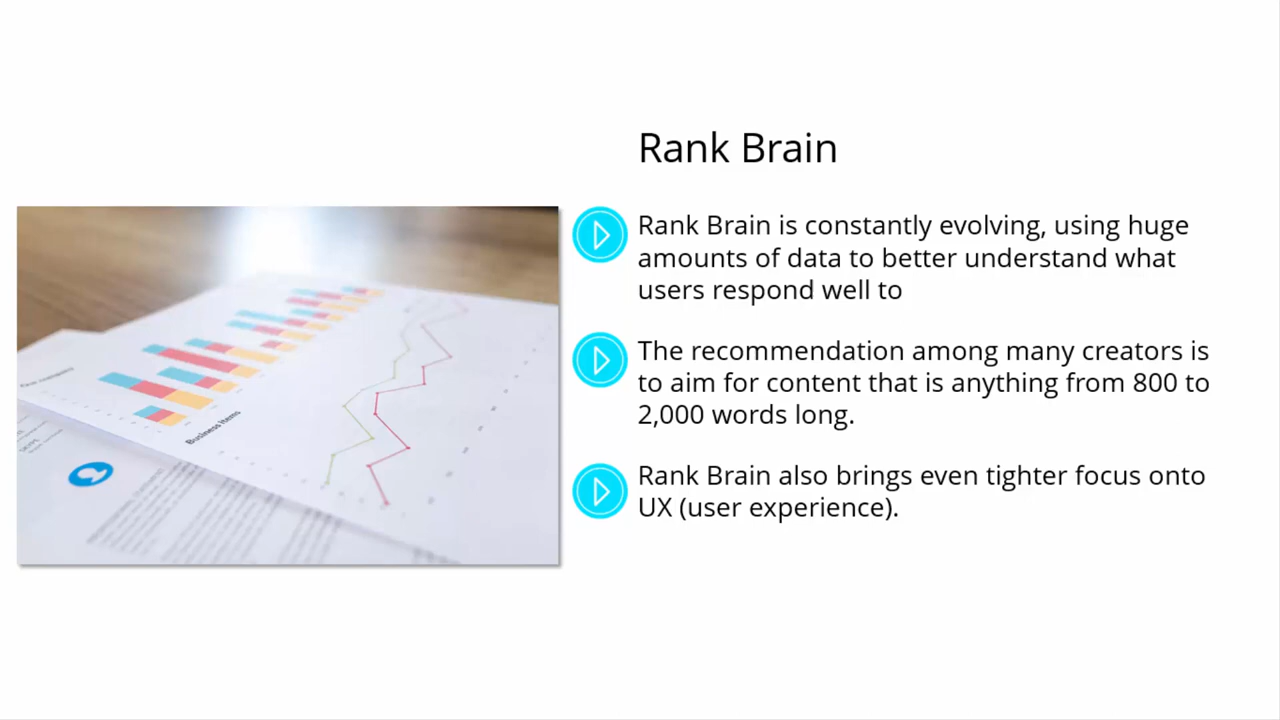 Rank Brain
Rank Brain is constantly evolving, using huge
amounts of data to better understand what
users respond well to
The recommendation among many creators is
to aim for content that is anything from 800 to
2,000 words long.
Rank Brain also brings even tighter focus onto
UX (user experience).
Business Items